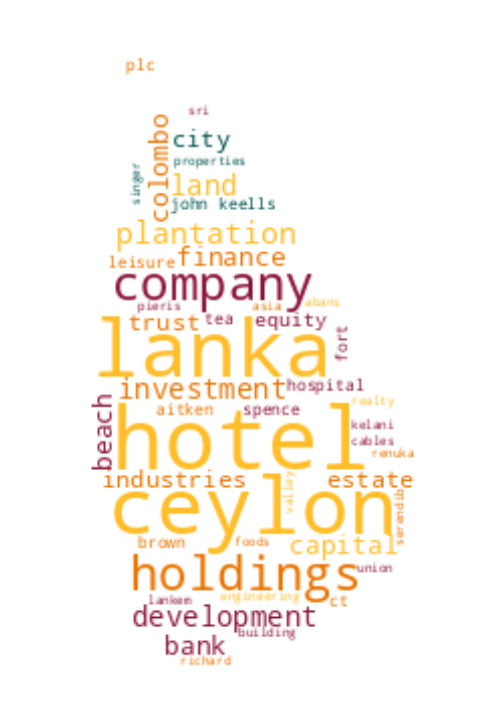 plc
sri
colombo
city
singer
properties
land
john keells
plantation
leisure
finance
company
pieris
asia
abans
trust
tea
equity
lanka
fort
investment
hospital
beach
aitken
spence
realty
hotel
kelani
cables
renuka
industries
valley
estate
ceylon
serendib
brown
foods
capital
holdings
union
lankem
engineering
ct
development
building
bank
richard